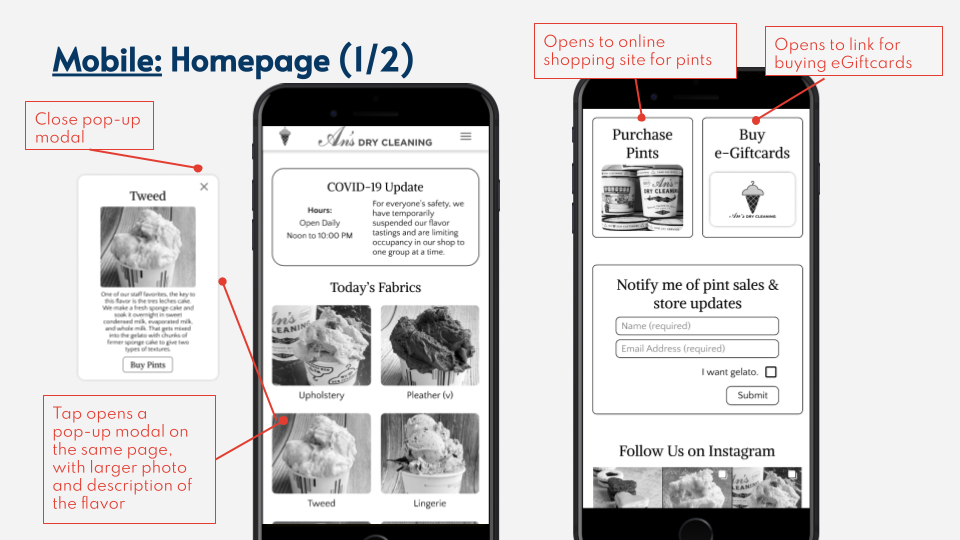 Mobile: Homepage (1/2)
Close pop-up
modal
Tweed
One of our staff favorites, the key to
this flavor is the tres leches cake.
We make a fresh sponge cake and
soak it overnight in sweet
condensed milk, evaporated milk,
and whole milk. That gets mixed
into the gelato with chunks of
firmer sponge cake to give two
types of textures.
Buy Pints
Tap opens a
pop-up modal on
the same page,
with larger photo
and description of
the flavor
An's DRY CLEANING
COVID-19 Update
Hours:
Open Daily
Noon to 10:00 PM
For everyone's safety, we
have temporarily
suspended our flavor
tastings and are limiting
occupancy in our shop to
one group at a time.
Today's Fabrics
Upholstery
Pleather (v)
Tweed
Lingerie
Opens to online
shopping site for pints
Opens to link for
buying eGiftcards
Purchase
Pints
An's
DRY CLEANING
Buy
e-Giftcards
An's DRY CLEANING
Notify me of pint sales &
store updates
Name (required)
Email Address (required)
I want gelato.
Submit
Follow Us on Instagram